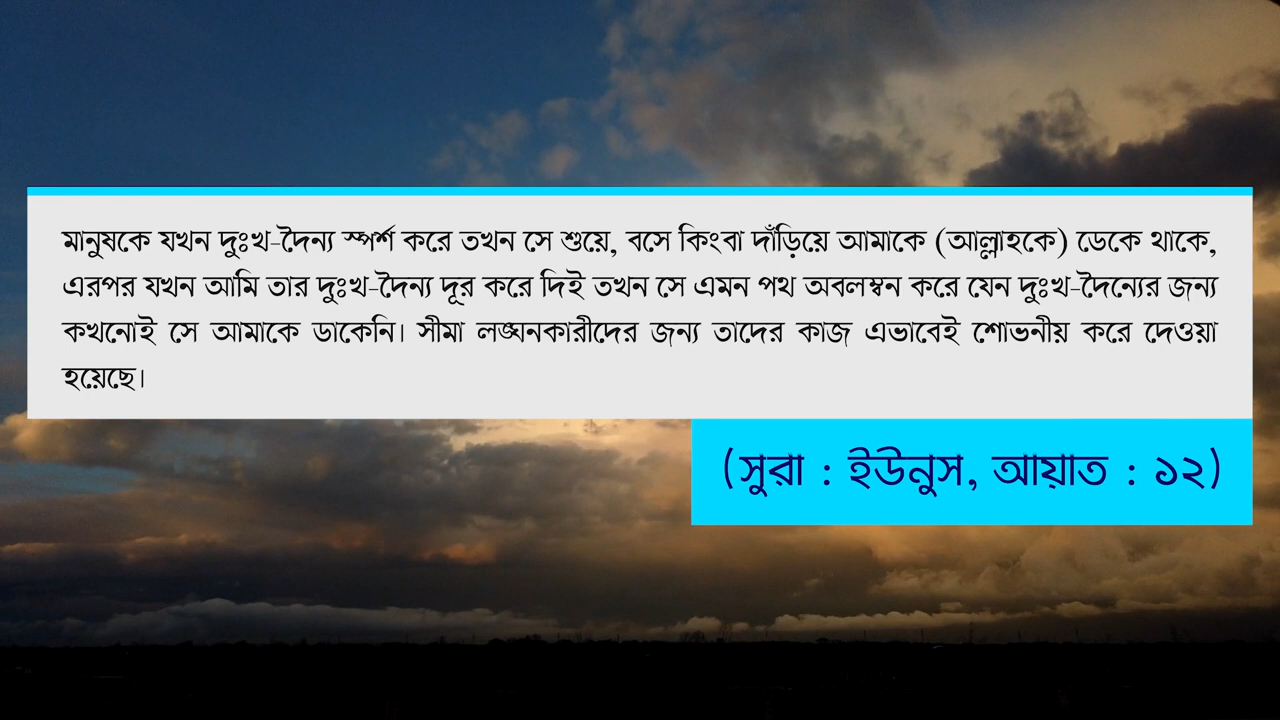 মানুষকে যখন দুঃখ-দৈন্য স্পর্শ করে তখন সে শুয়ে, বসে কিংবা দাঁড়িয়ে আমাকে (আল্লাহকে) ডেকে থাকে,
এরপর যখন আমি তার দুঃখ-দৈন্য দূর করে দিই তখন সে এমন পথ অবলম্বন করে যেন দুঃখ-দৈন্যের জন্য
কখনোই সে আমাকে ডাকেনি। সীমা লঙ্ঘনকারীদের জন্য তাদের কাজ এভাবেই শোভনীয় করে দেওয়া
হয়েছে।
(সুরা : ইউনুস, আয়াত : ১২)